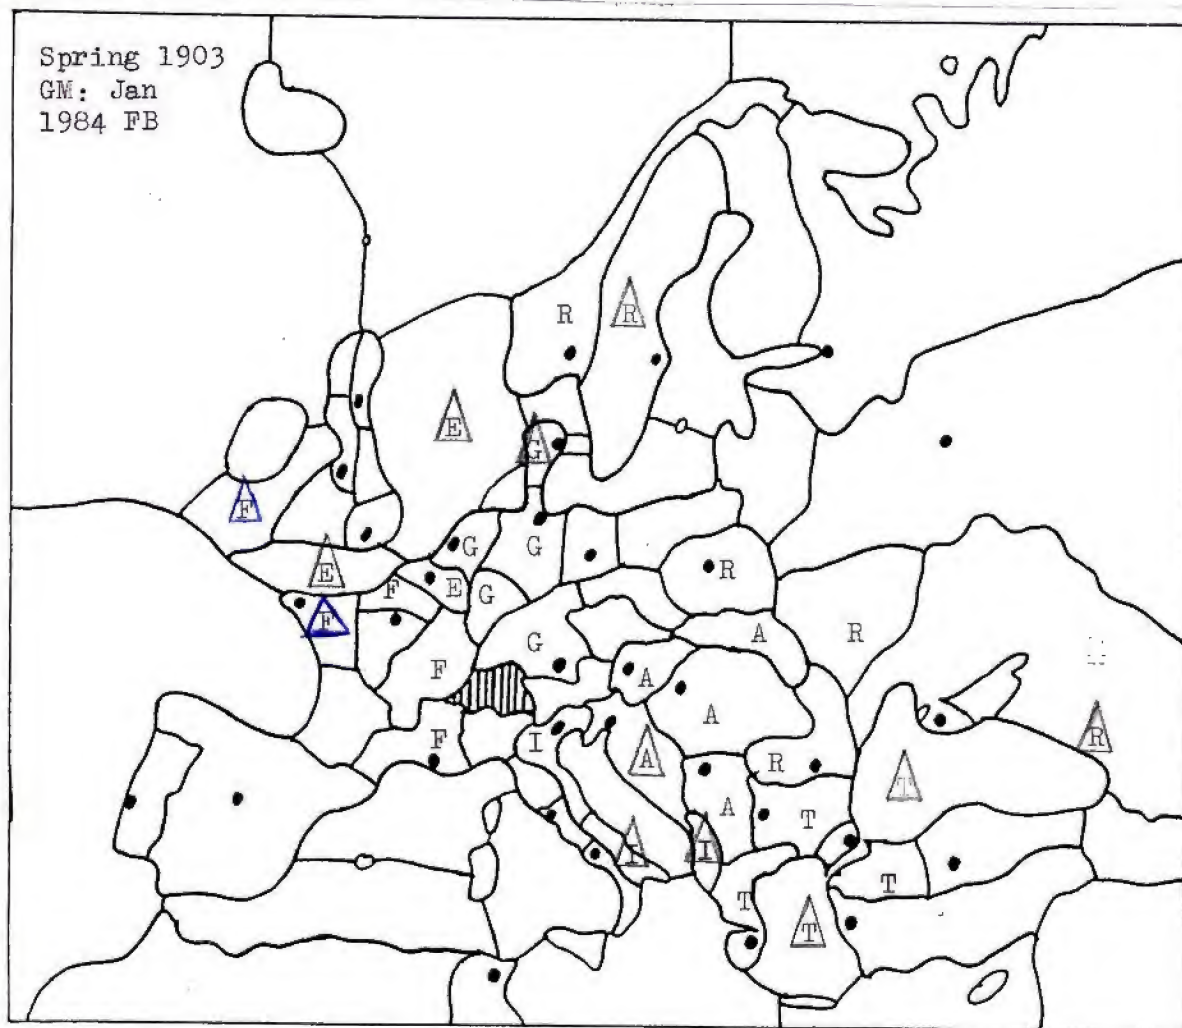 Spring 1903
GM: Jan
1984 FB
R R
E
G
F
G G
E R
F E G
F
G A R
F A
A
F I A R
R
T
A T
I I
T
T
T